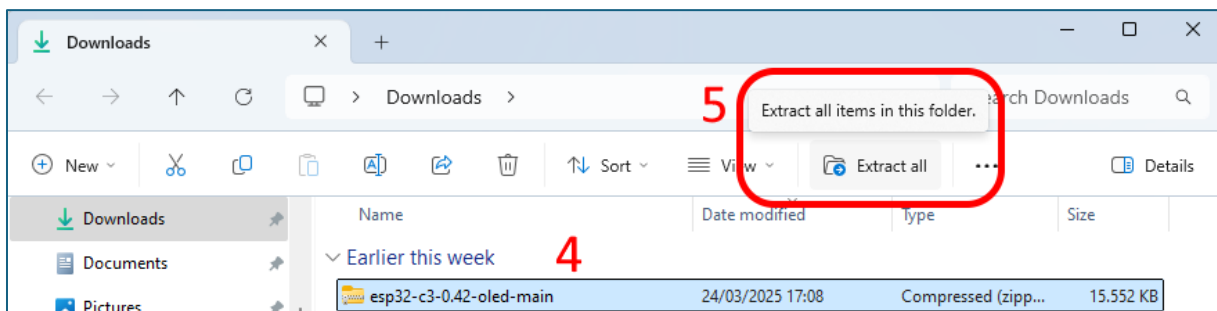 Downloads
Downloads
5
Extract all items in this folder.
Downloads
New
Sort
Extract all
Details
Downloads
Name
Date modified
Type
Size
Documents
Earlier this week
4
Pictures
esp32-c3-0.42-oled-main
24/03/2025 17:08
Compressed (zipp...
15.552 KB